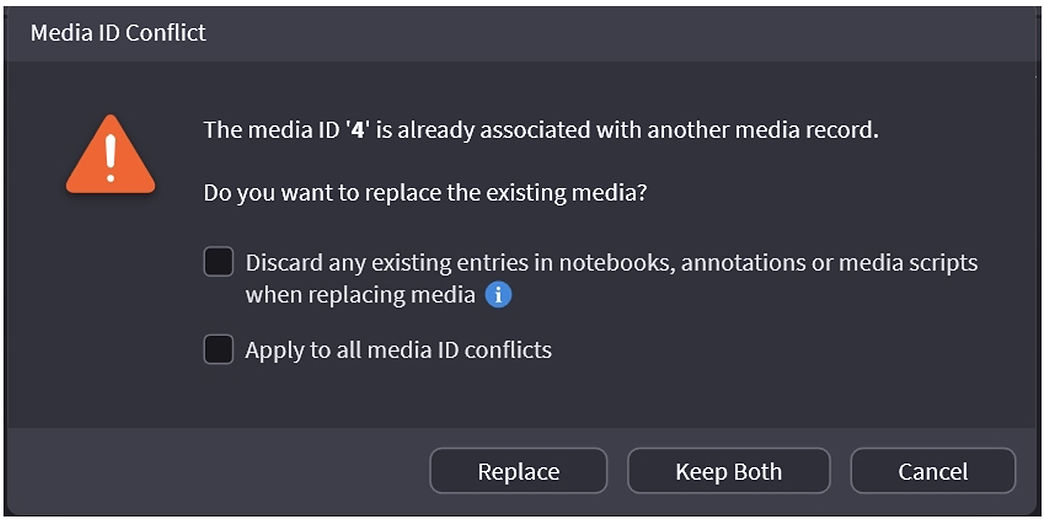 Media ID Conflict
The media ID '4' is already associated with another media record.
Do you want to replace the existing media?
Discard any existing entries in notebooks, annotations or media scripts
when replacing media
Apply to all media ID conflicts
Replace
Keep Both
Cancel